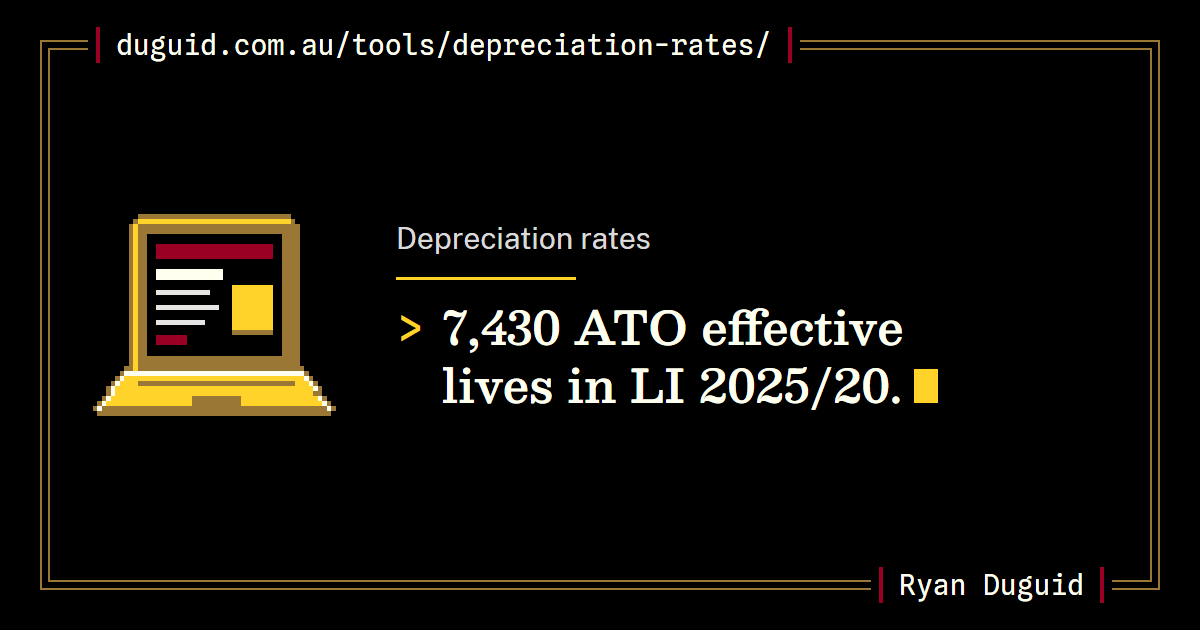 duguid.com.au/tools/depreciation-rates/
Depreciation rates
> 7,430 ATO effective
lives in LI 2025/20.
Ryan Duguid